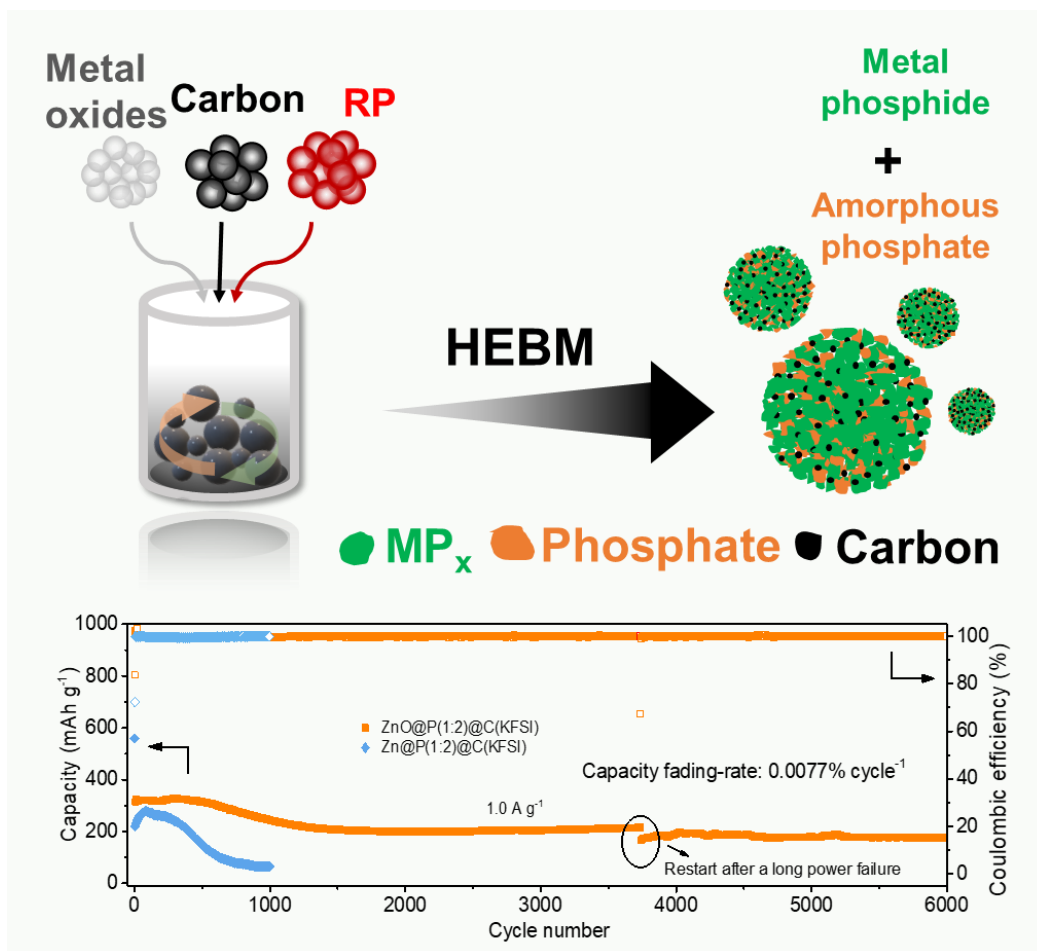 Metal
oxides
Carbon
RP
Metal
phosphide
+
Amorphous
phosphate
HEBM
MPₓ
Phosphate
Carbon
Capacity (mAh g⁻¹)
1000
800
600
400
200
0
ZnO@P(1:2)@C(KFSI)
Zn@P(1:2)@C(KFSI)
Capacity fading-rate: 0.0077% cycle⁻¹
1.0 A g⁻¹
Restart after a long power failure
100
80
60
40
20
0
Coulombic efficiency (%)
0
1000
2000
3000
4000
5000
6000
Cycle number